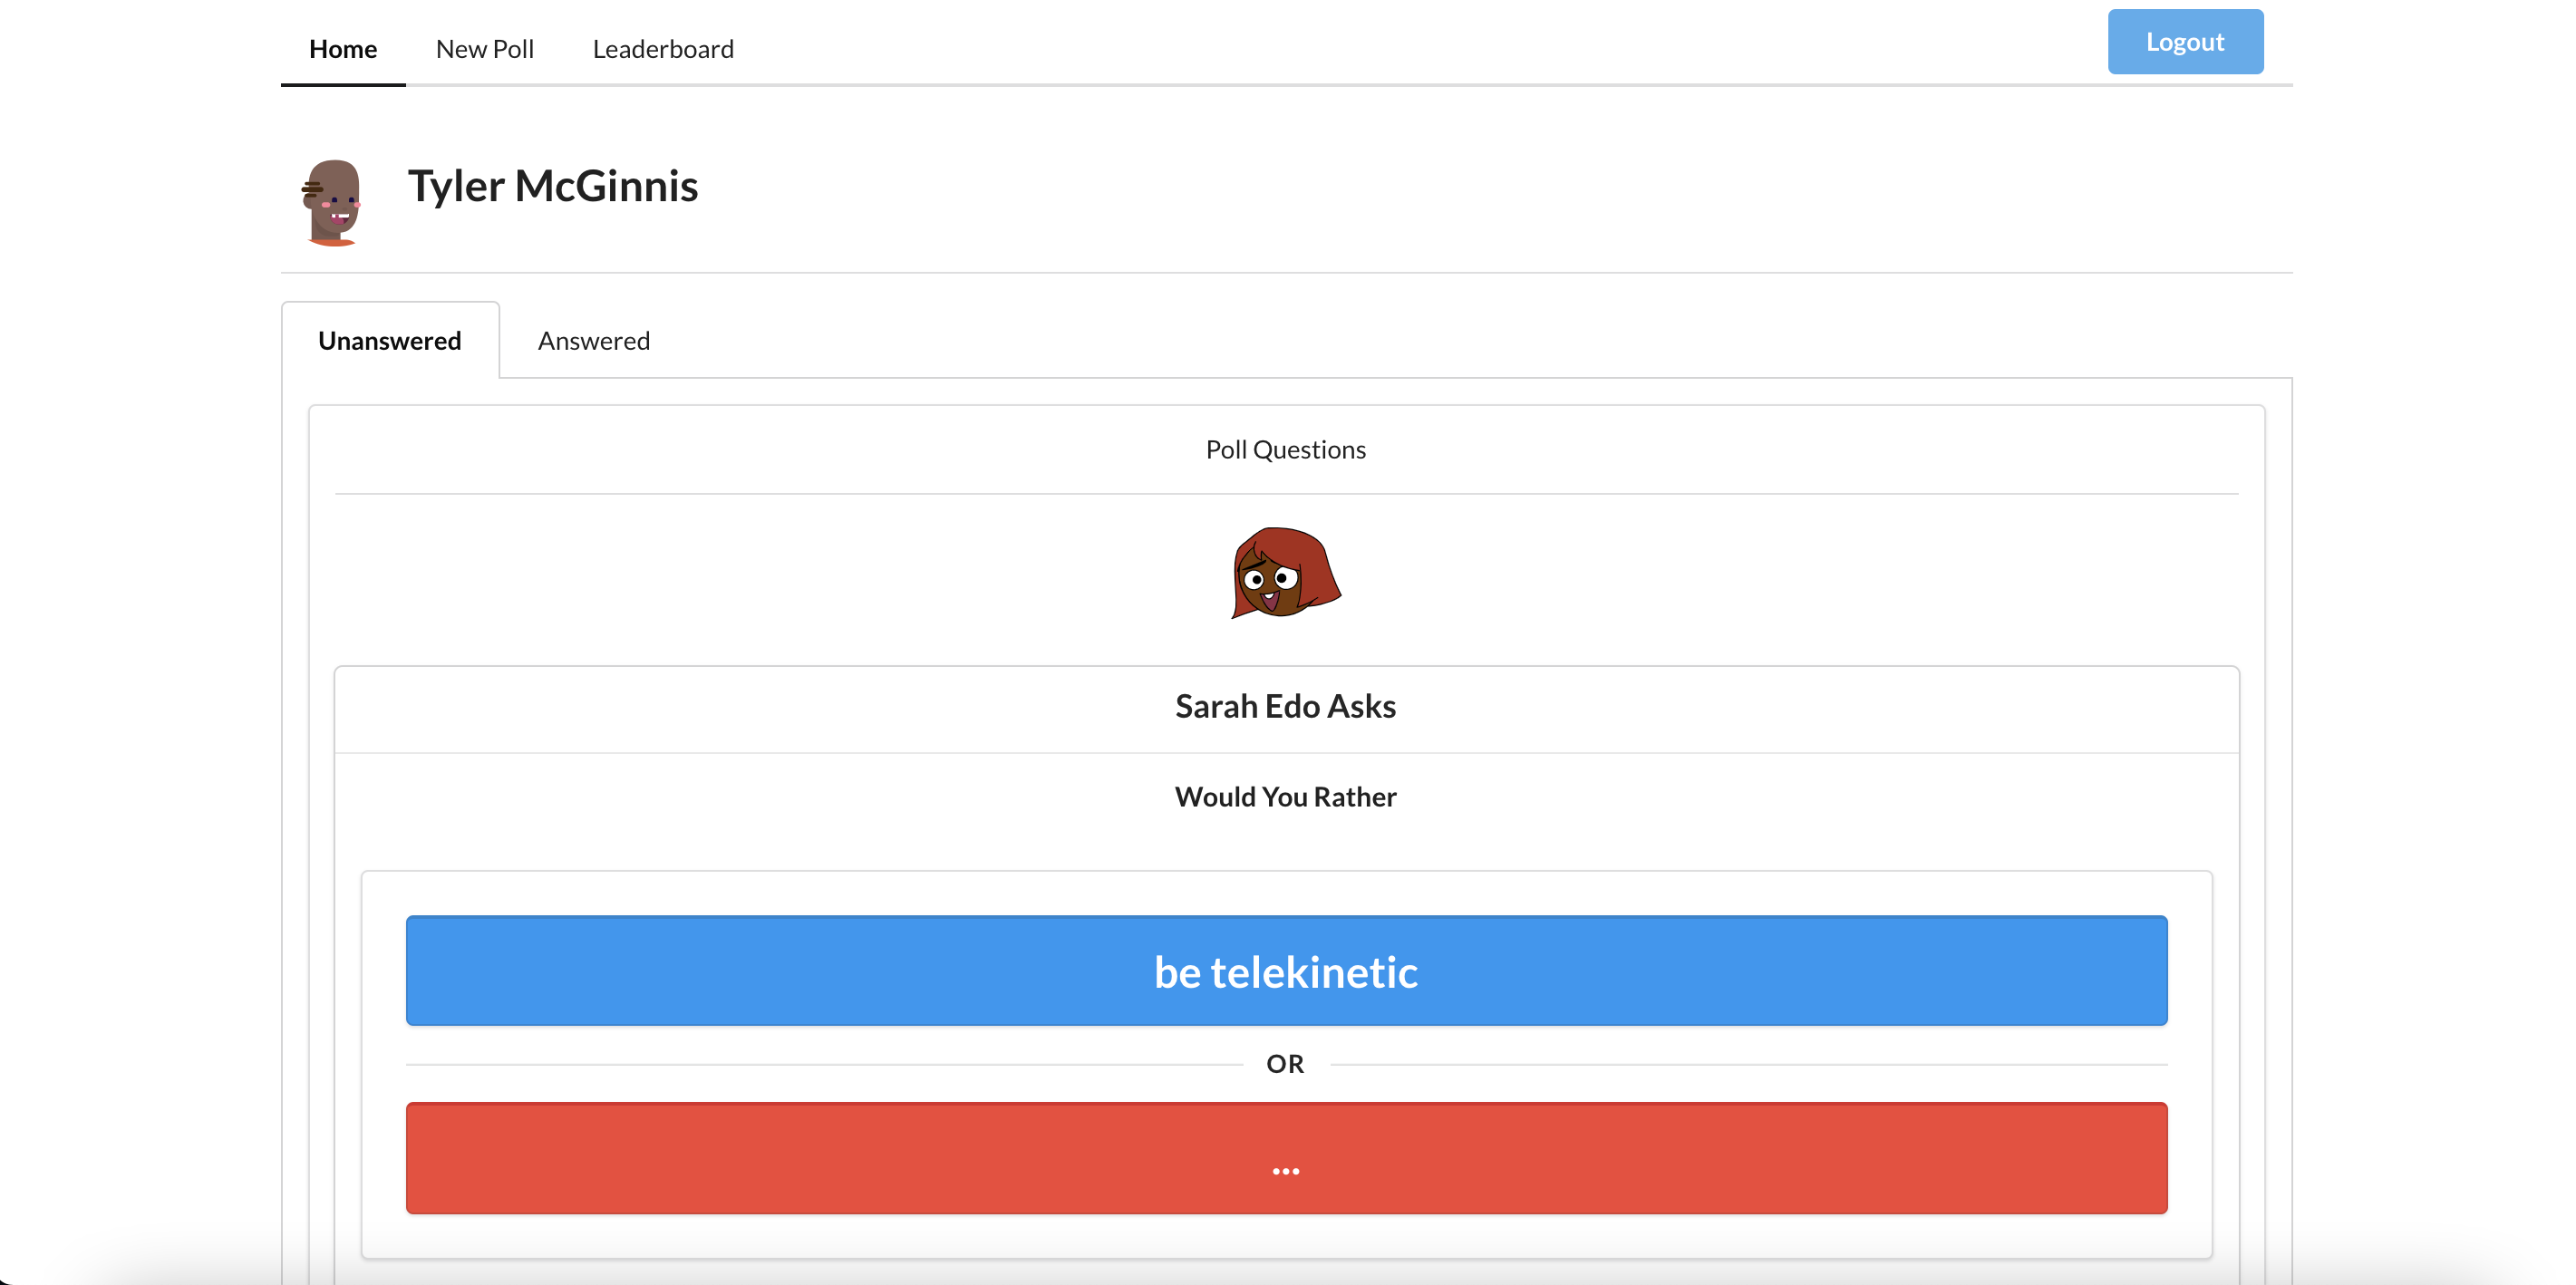 Home New Poll Leaderboard Logout
Tyler McGinnis
Unanswered Answered
Poll Questions
Sarah Edo Asks
Would You Rather
be telekinetic
OR
...